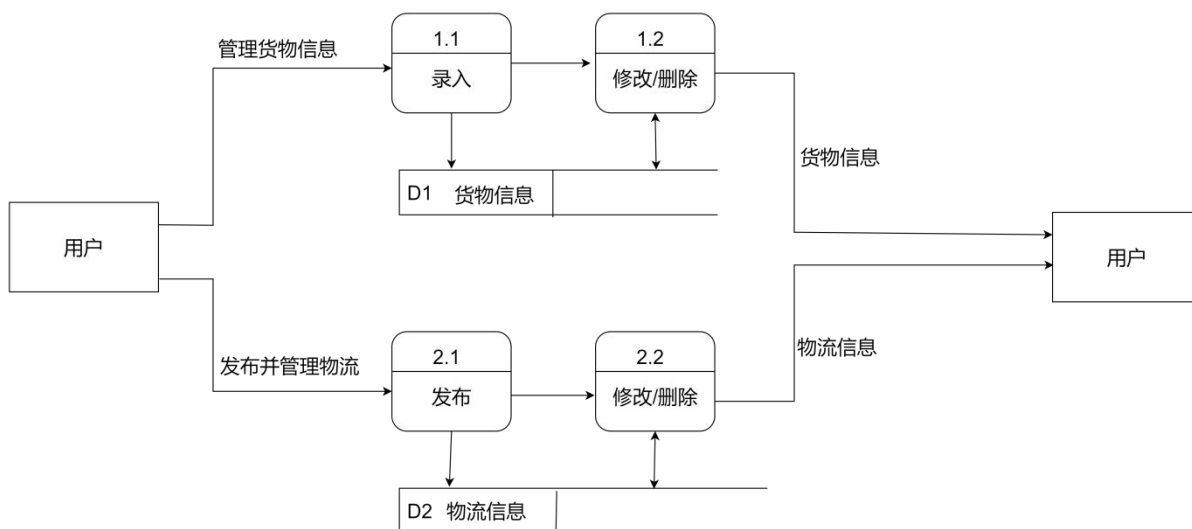 管理货物信息
1.1
录入
1.2
修改/删除
货物信息
D1 货物信息
用户
用户
发布并管理物流
2.1
发布
2.2
修改/删除
物流信息
D2 物流信息